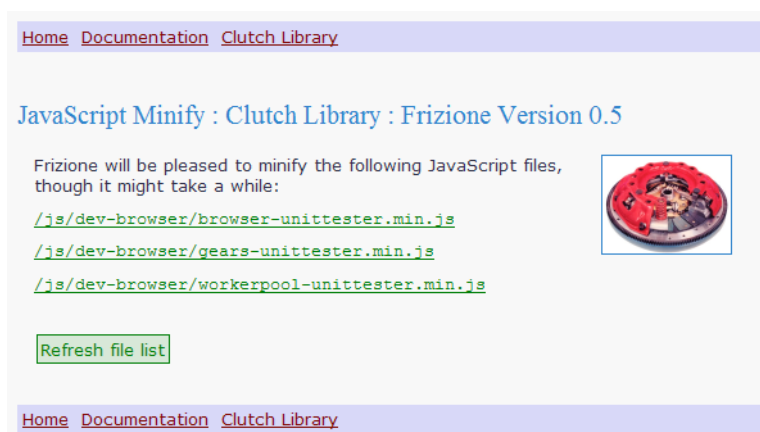 Home Documentation Clutch Library
JavaScript Minify : Clutch Library : Frizione Version 0.5
Frizione will be pleased to minify the following JavaScript files,
though it might take a while:
/js/dev-browser/browser-unittester.min.js
/js/dev-browser/gears-unittester.min.js
/js/dev-browser/workerpool-unittester.min.js
Refresh file list
Home Documentation Clutch Library